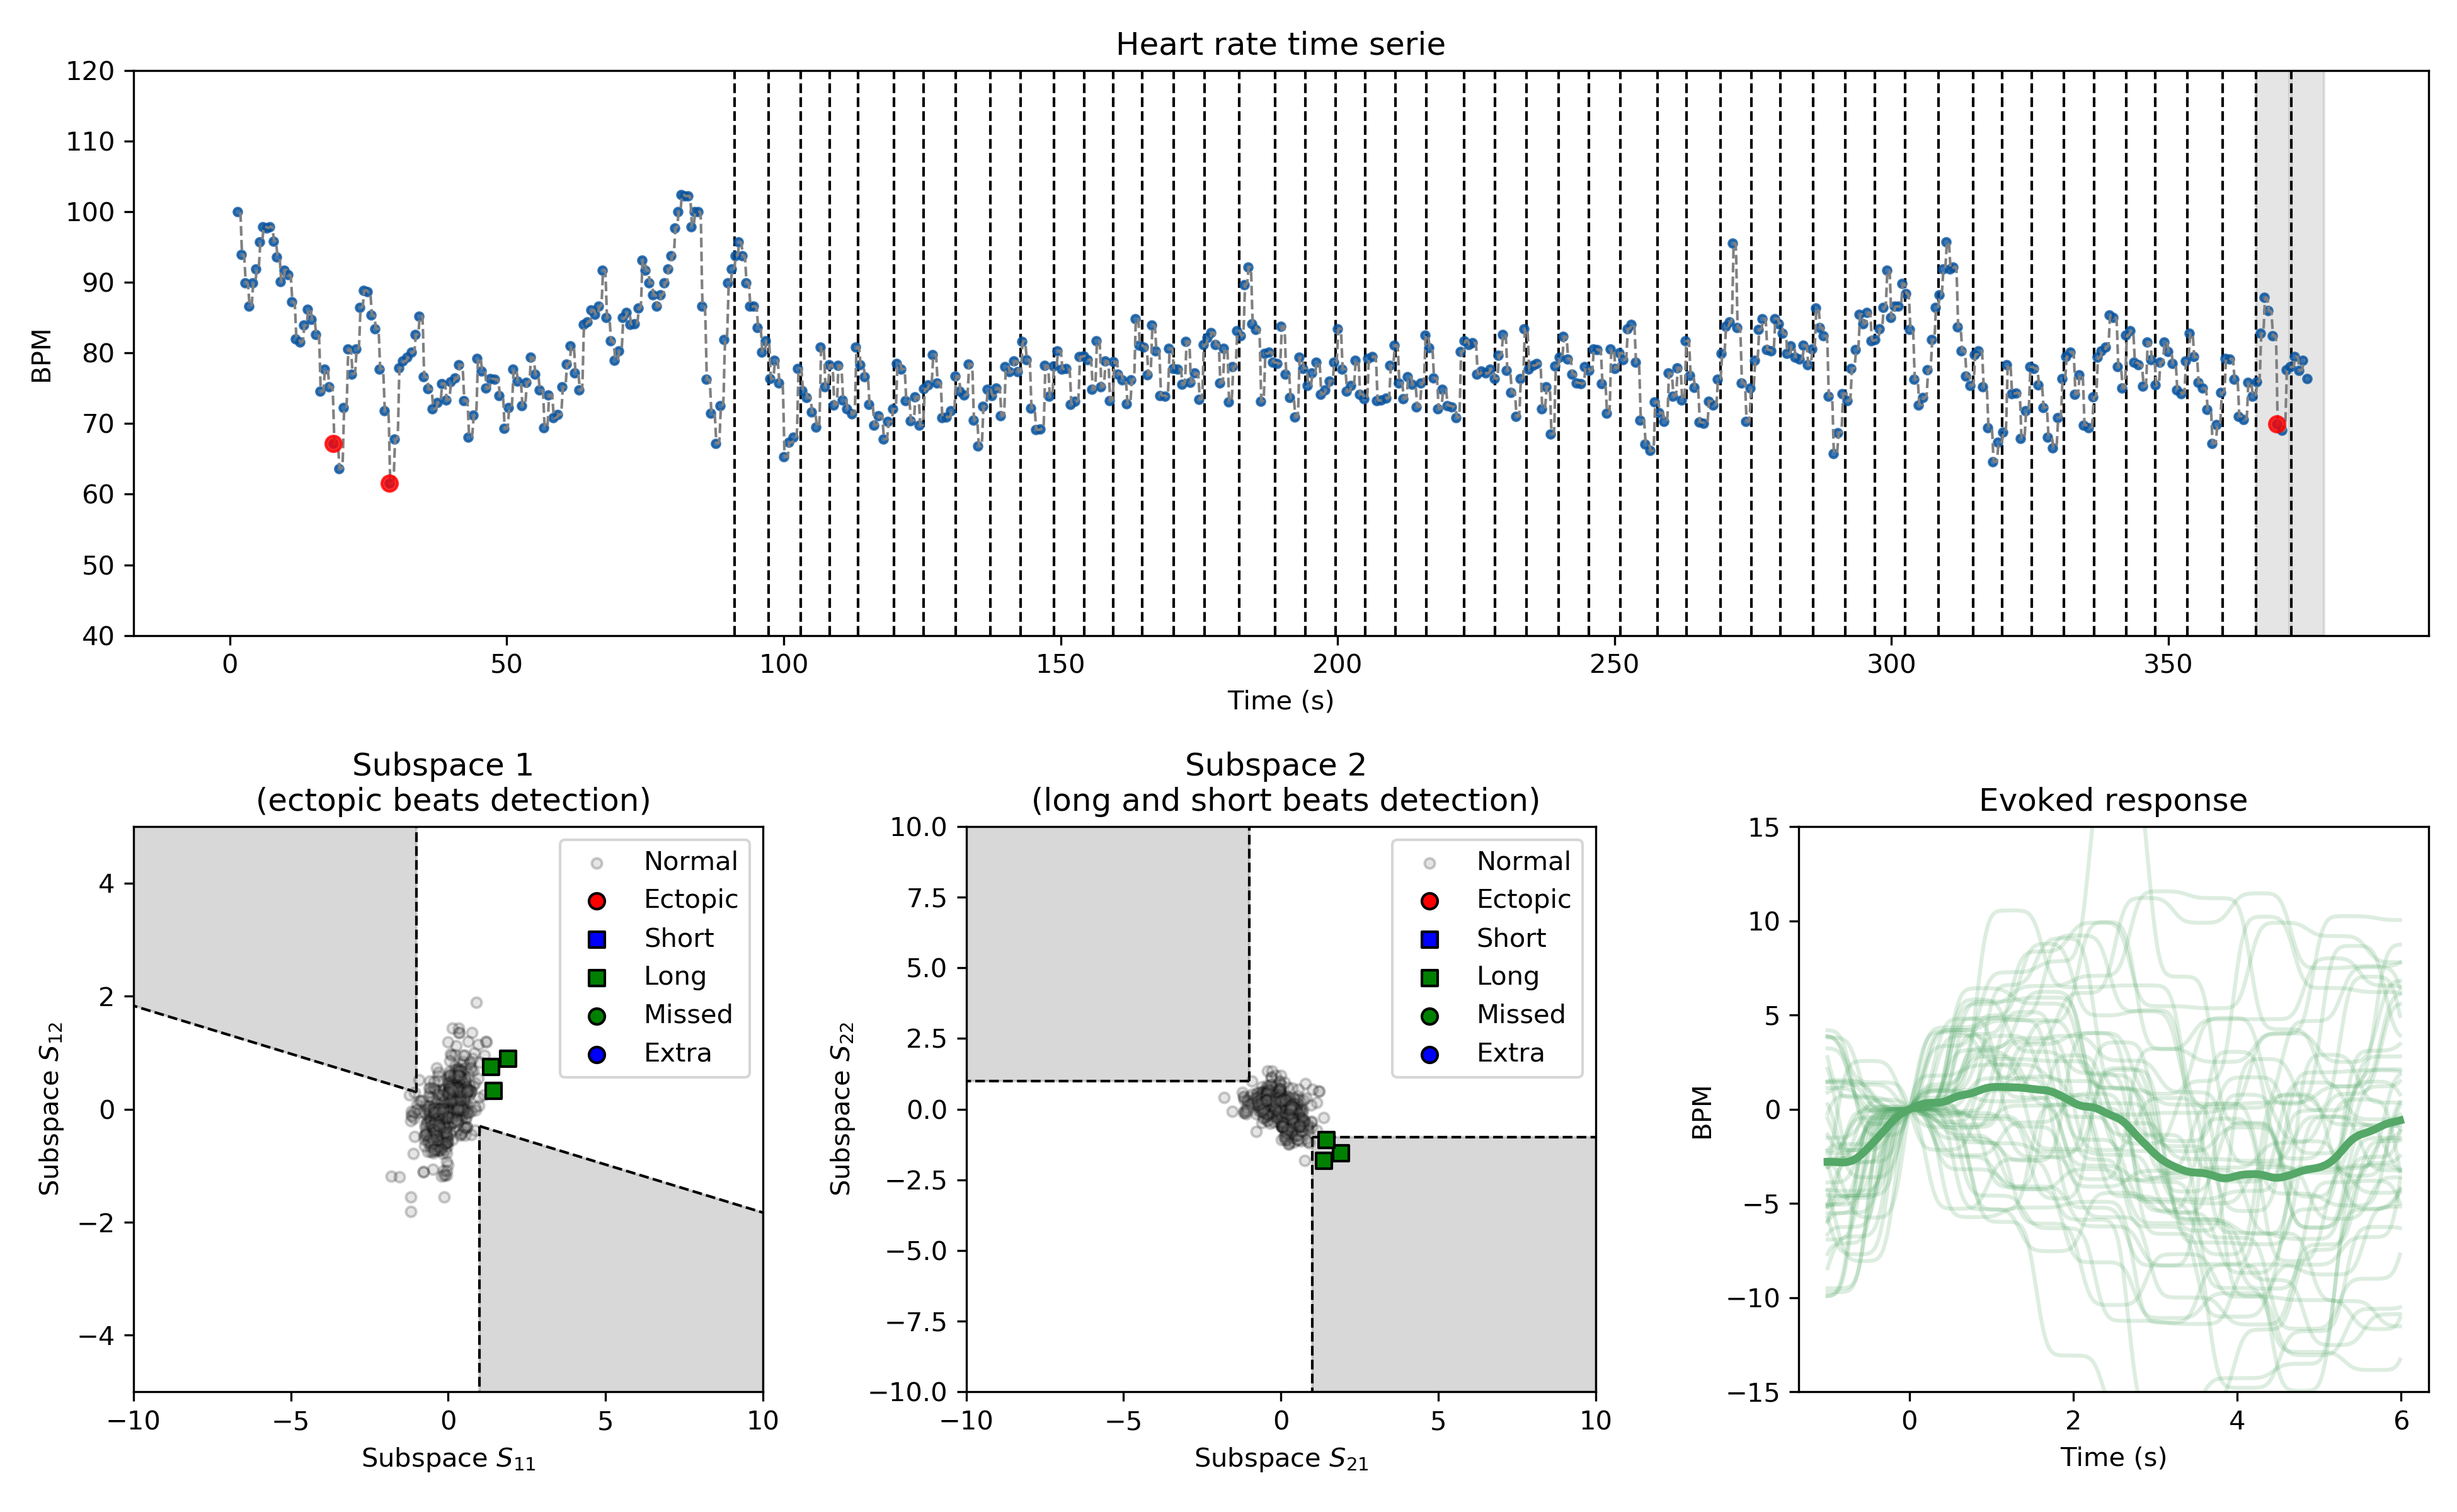 Heart rate time serie
120
110
100
90
80
70
60
50
40
BPM
0 50 100 150 200 250 300 350
Time (s)
Subspace 1
(ectopic beats detection)
4
2
0
−2
−4
Subspace S12
−10 −5 0 5 10
Subspace S11
Normal
Ectopic
Short
Long
Missed
Extra
Subspace 2
(long and short beats detection)
10.0
7.5
5.0
2.5
0.0
−2.5
−5.0
−7.5
−10.0
Subspace S22
−10 −5 0 5 10
Subspace S21
Normal
Ectopic
Short
Long
Missed
Extra
Evoked response
15
10
5
0
−5
−10
−15
BPM
0 2 4 6
Time (s)